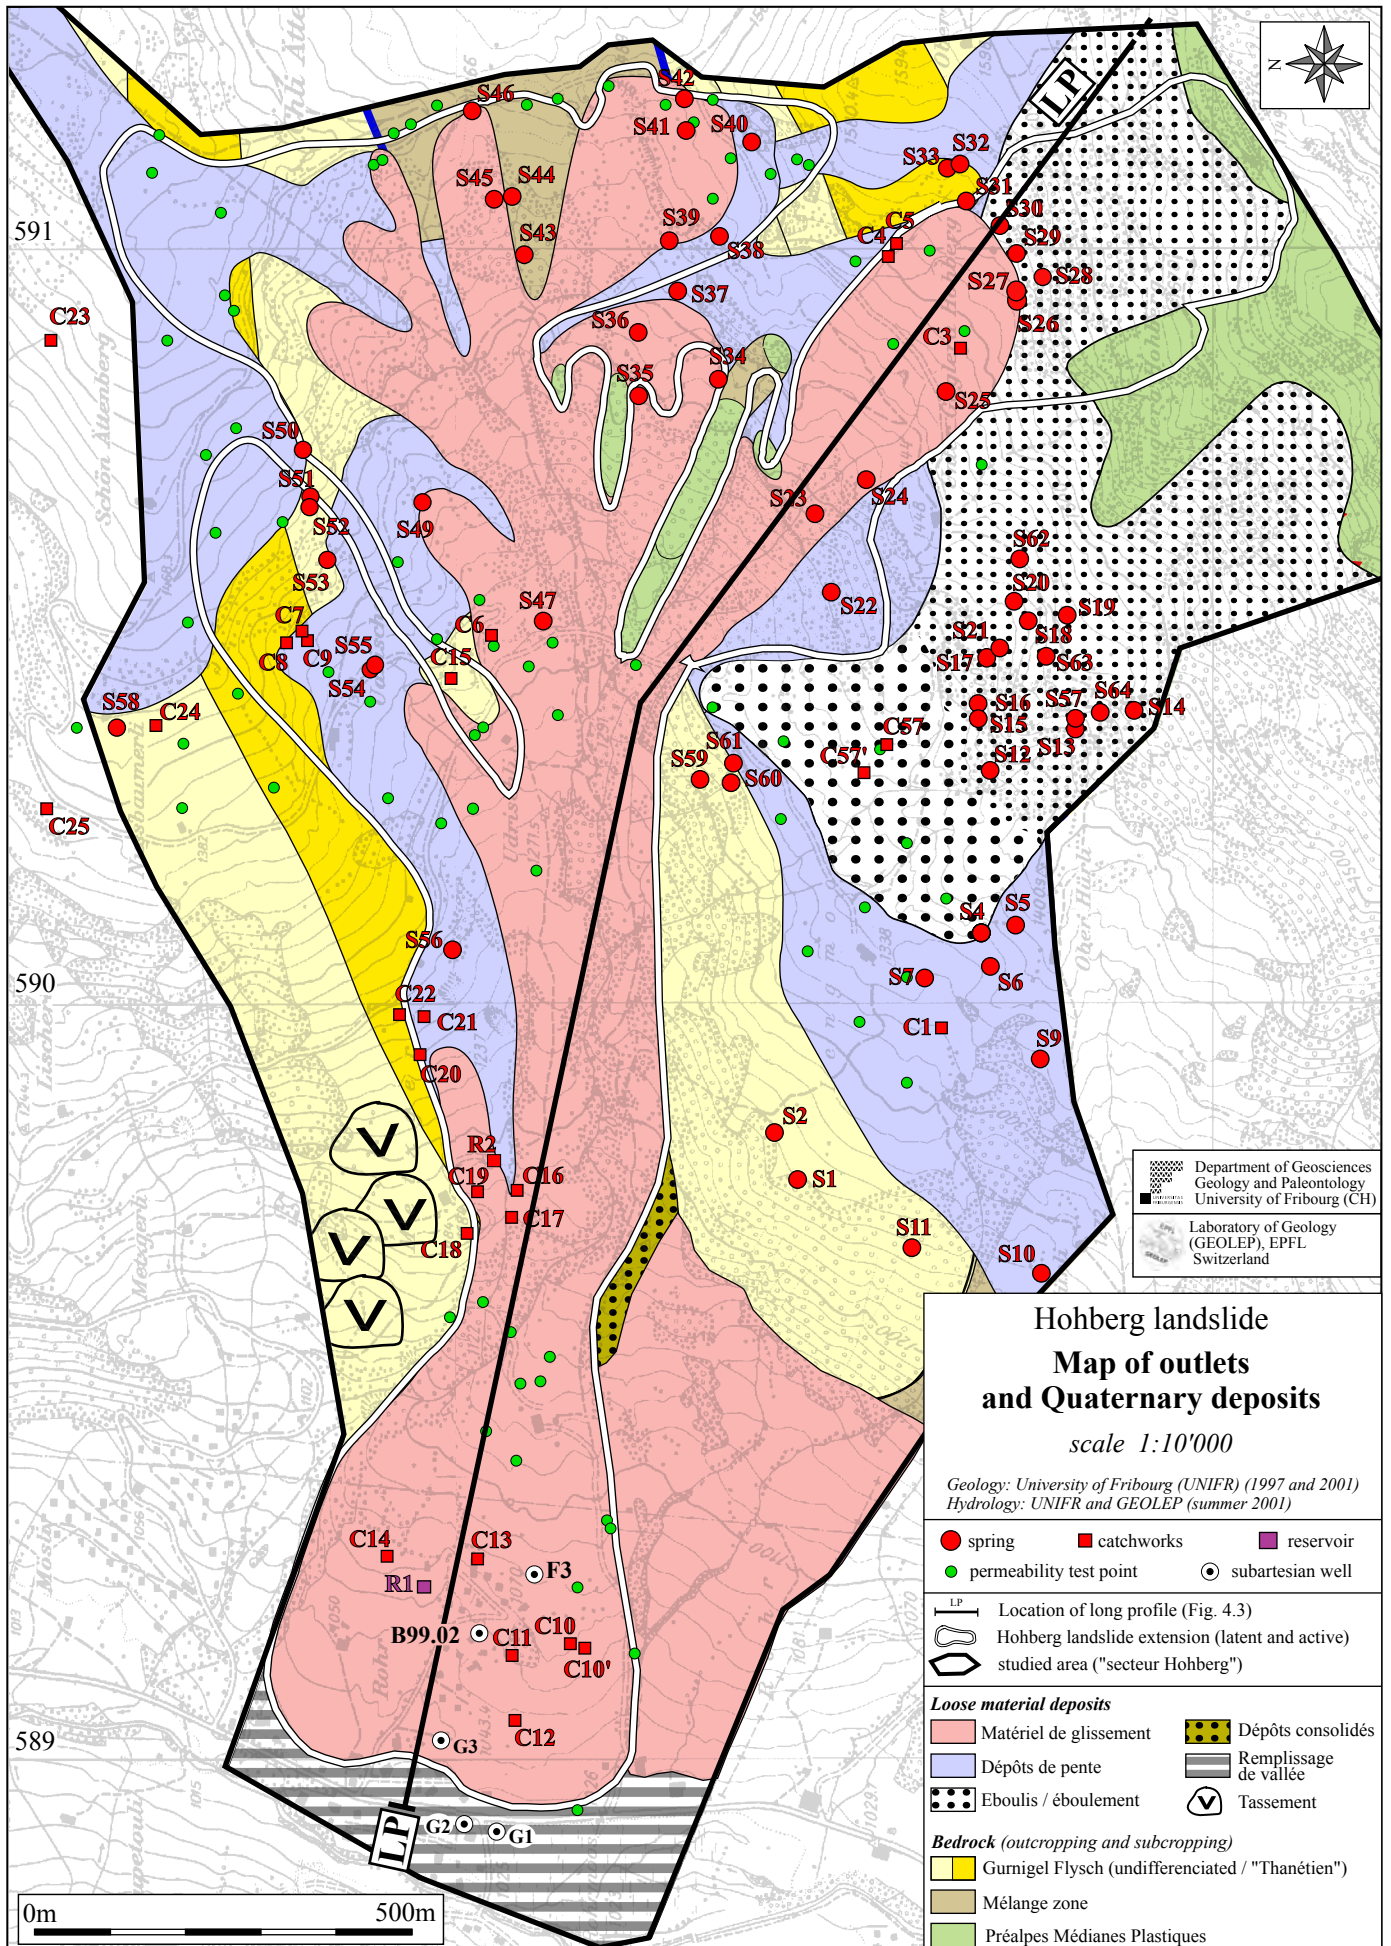 S42
S46
S41
S40
LP
N
S32
S33
S45
S44
S31
S30
591
S39
C5
S43
C4
S38
S29
S27
S28
S37
C23
S36
S26
C3
S34
S35
S25
S50
S51
S24
S23
S49
S52
S62
S53
S20
S47
S22
S19
C7
C6
S18
S21
C8
C9
S55
C15
S17
S63
S54
S16
S57
S64
S14
S58
C24
S15
C57
S61
S13
C57'
S12
S59
S60
C25
S4
S5
S56
S7
S6
590
C22
C21
C1
S9
C20
S2
R2
C19
C16
S1
C17
C18
S11
S10
Department of Geosciences
Geology and Paleontology
University of Fribourg (CH)
Laboratory of Geology
(GEOLEP), EPFL
Switzerland
Hohberg landslide
Map of outlets
and Quaternary deposits
scale 1:10'000
Geology: University of Fribourg (UNIFR) (1997 and 2001)
Hydrology: UNIFR and GEOLEP (summer 2001)
spring
catchworks
reservoir
permeability test point
subartesian well
LP
Location of long profile (Fig. 4.3)
Hohberg landslide extension (latent and active)
studied area ("secteur Hohberg")
Loose material deposits
Matériel de glissement
Dépôts consolidés
Dépôts de pente
Remplissage
de vallée
Eboulis / éboulement
Tassement
Bedrock (outcropping and subcropping)
Gurnigel Flysch (undifferenciated / "Thanétien")
Mélange zone
Préalpes Médianes Plastiques
C14
C13
R1
F3
B99.02
C11
C10
C10'
C12
589
G3
G2
G1
LP
0m
500m